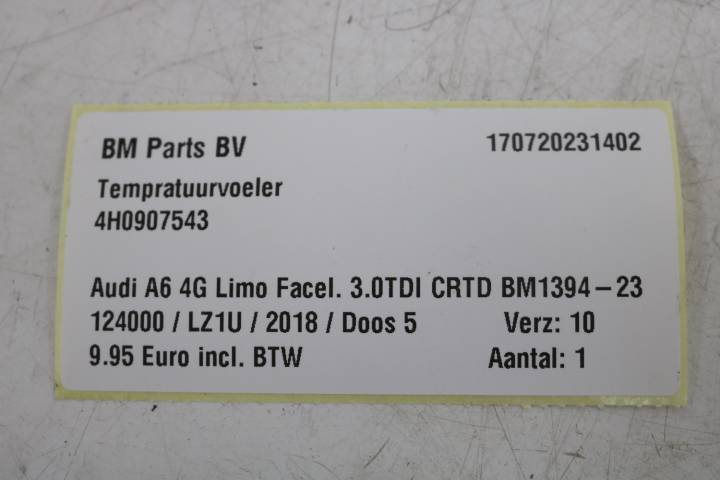 BM Parts BV 170720231402
Tempratuurvoeler
4H0907543
Audi A6 4G Limo Facel. 3.0TDI CRTD BM1394-23
124000 / LZ1U / 2018 / Doos 5 Verz: 10
9.95 Euro incl. BTW Aantal: 1